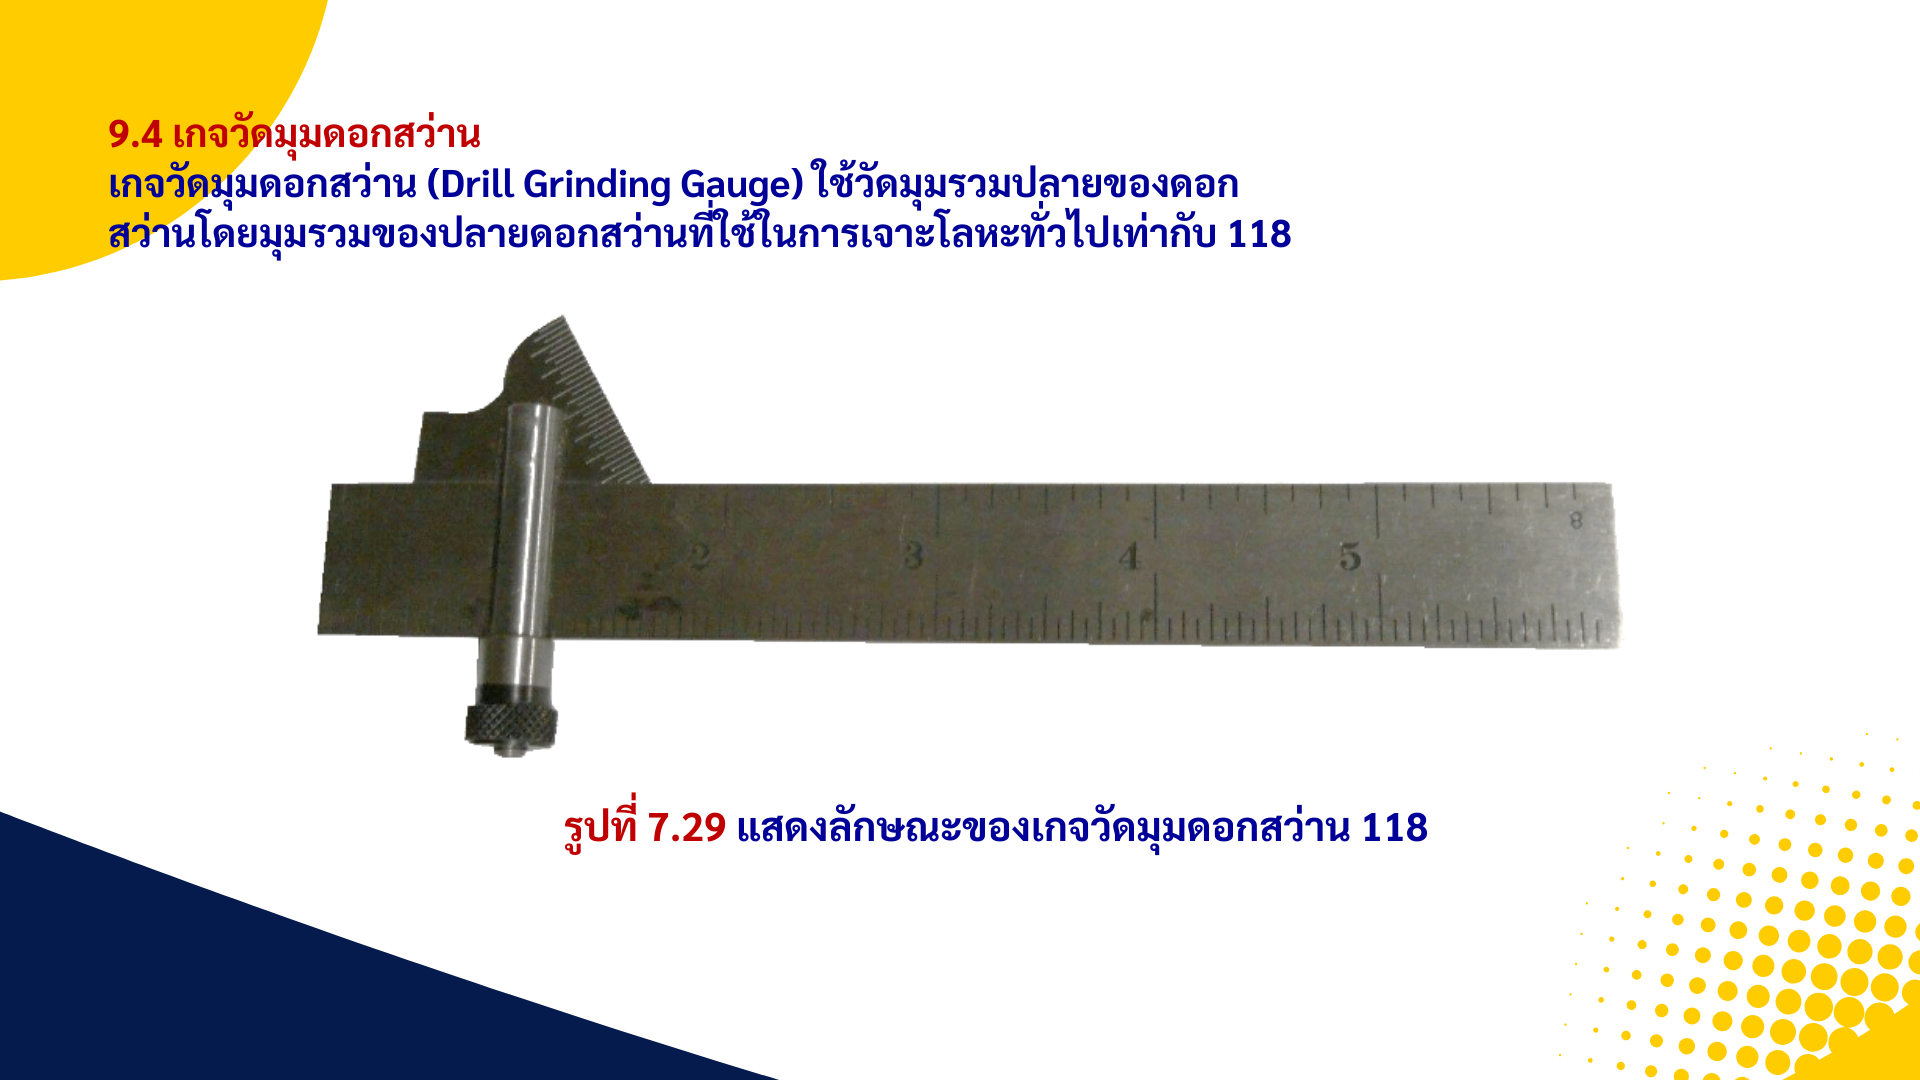 9.4 เกจวัดมุมดอกสว่าน
เกจวัดมุมดอกสว่าน (Drill Grinding Gauge) ใช้วัดมุมรวมปลายของดอก
สว่านโดยมุมรวมของปลายดอกสว่านที่ใช้ในการเจาะโลหะทั่วไปเท่ากับ 118
8
2 3 4 5
รูปที่ 7.29 แสดงลักษณะของเกจวัดมุมดอกสว่าน 118